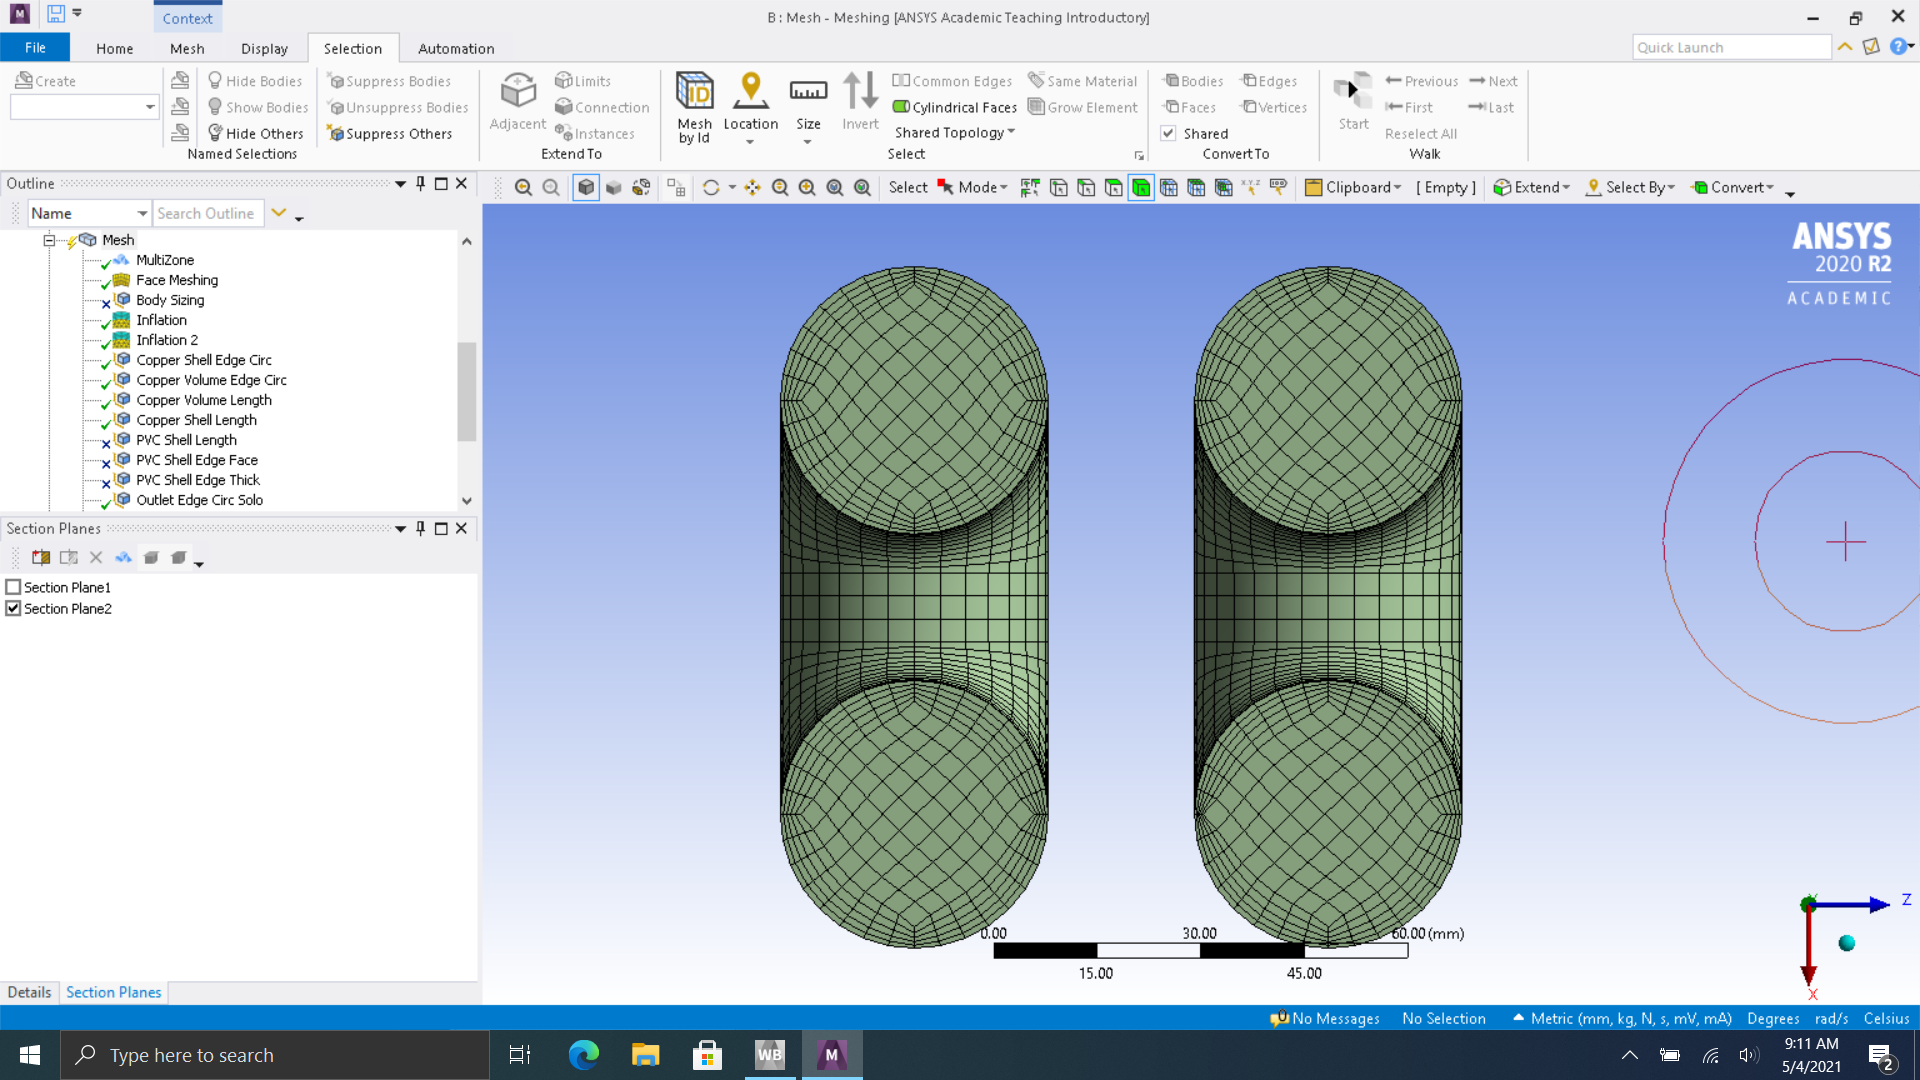 M
Context
B : Mesh - Meshing [ANSYS Academic Teaching Introductory]
File Home Mesh Display Selection Automation
Quick Launch
Create
Hide Bodies
Show Bodies
Hide Others
Suppress Bodies
Unsuppress Bodies
Suppress Others
Named Selections
Adjacent
Limits
Connection
Instances
Extend To
Mesh
by Id
Location
Size
Invert
Common Edges
Cylindrical Faces
Shared Topology
Same Material
Grow Element
Select
Bodies
Edges
Faces
Vertices
Shared
Convert To
Start
Previous
Next
First
Last
Reselect All
Walk
Outline
Name
Search Outline
Select Mode Clipboard [ Empty ] Extend Select By Convert
Mesh
MultiZone
Face Meshing
Body Sizing
Inflation
Inflation 2
Copper Shell Edge Circ
Copper Volume Edge Circ
Copper Volume Length
Copper Shell Length
PVC Shell Length
PVC Shell Edge Face
PVC Shell Edge Thick
Outlet Edge Circ Solo
Section Planes
Section Plane1
Section Plane2
Details Section Planes
ANSYS
2020 R2
ACADEMIC
0.00 30.00 60.00 (mm)
15.00 45.00
Z
Y
X
0 No Messages No Selection Metric (mm, kg, N, s, mV, mA) Degrees rad/s Celsius
Type here to search
WB
M
9:11 AM
5/4/2021
2